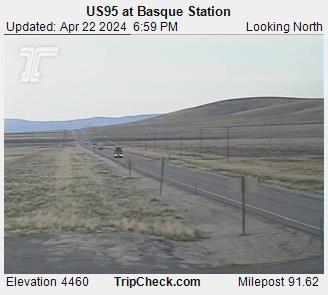 US95 at Basque Station
Updated: Apr 22 2024 6:59 PM Looking North
Elevation 4460 TripCheck.com Milepost 91.62